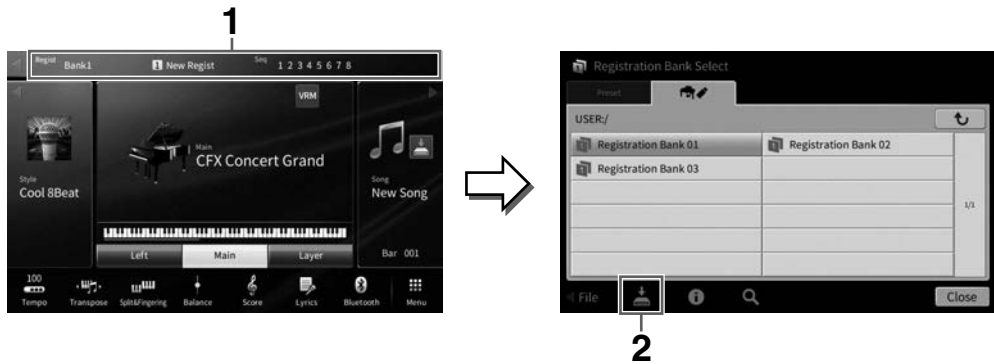 1
Regist Bank1 1 New Regist Seq 1 2 3 4 5 6 7 8
VRM
Main
CFX Concert Grand
Style
Cool 8Beat
Song
New Song
Left Main Layer Bar 001
100
Tempo Transpose Split&Fingering Balance Score Lyrics Bluetooth Menu
Registration Bank Select
Preset
USER:/
Registration Bank 01 Registration Bank 02
Registration Bank 03
1/1
File Close
2